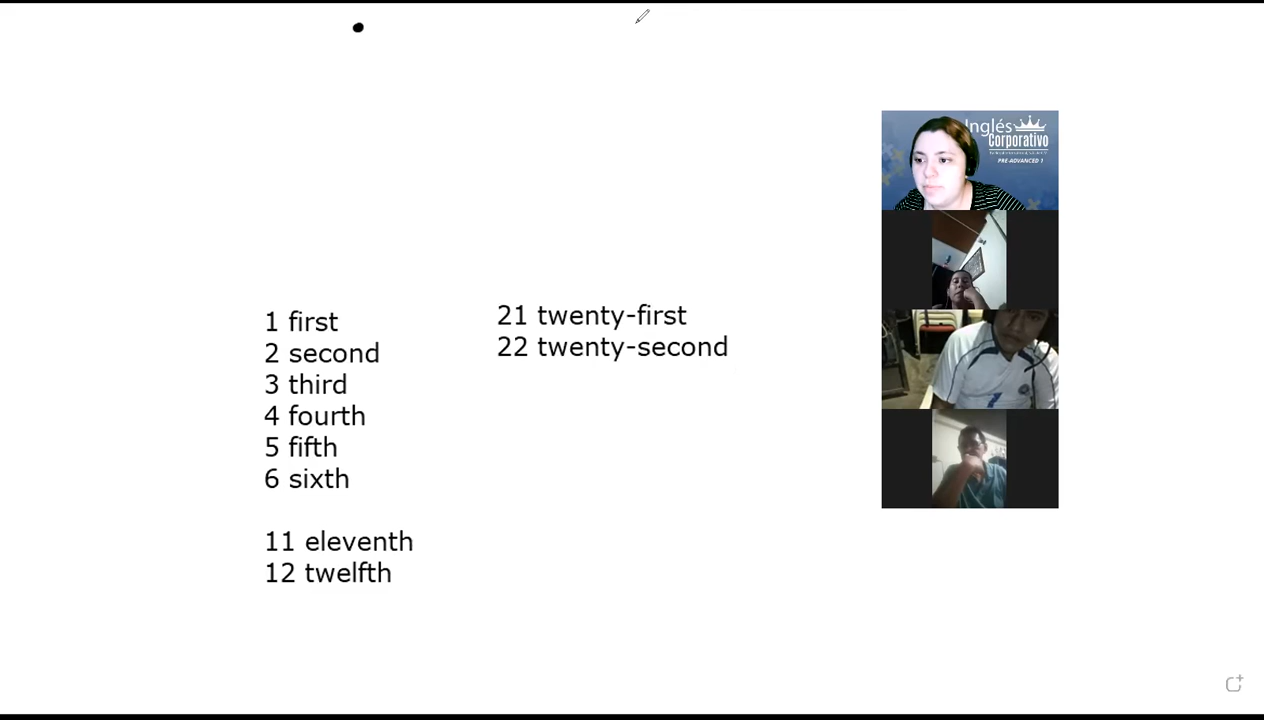 1 first
2 second
3 third
4 fourth
5 fifth
6 sixth
11 eleventh
12 twelfth
21 twenty-first
22 twenty-second
Inglés
Corporativo
PRE-ADVANCED 1